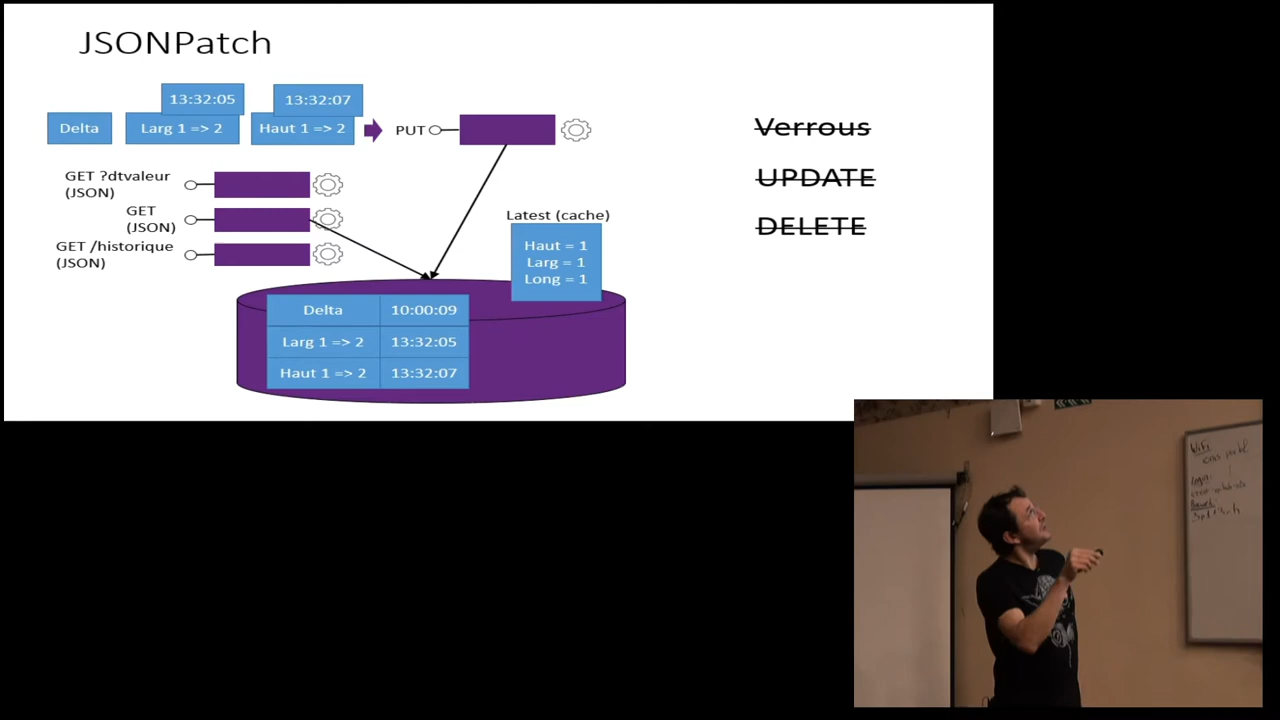 JSONPatch
13:32:05
13:32:07
Delta
Larg 1 => 2
Haut 1 => 2
PUT
Verrous
UPDATE
DELETE
GET ?dtvaleur
(JSON)
GET
(JSON)
GET /historique
(JSON)
Latest (cache)
Haut = 1
Larg = 1
Long = 1
Delta 10:00:09
Larg 1 => 2 13:32:05
Haut 1 => 2 13:32:07
WiFi
Login: